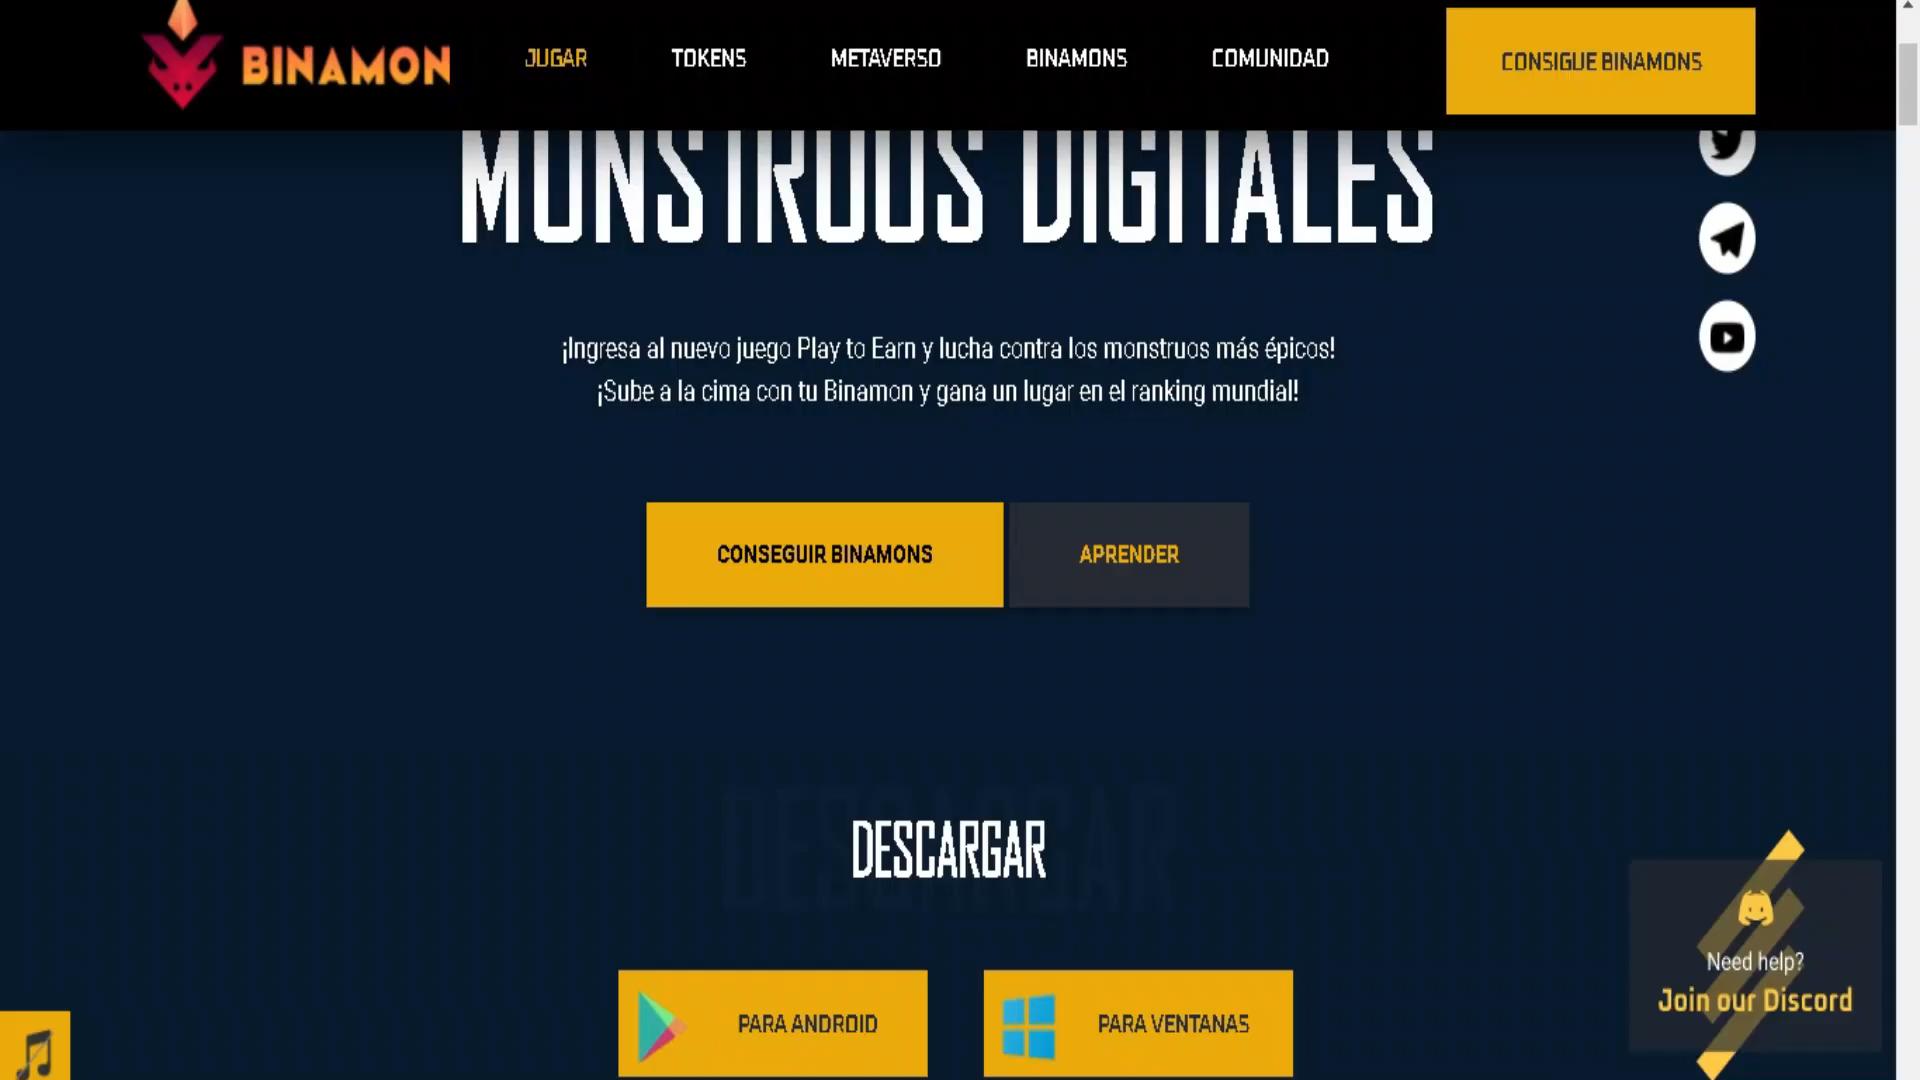 BINAMON
JUGAR TOKENS METAVERSO BINAMONS COMUNIDAD CONSIGUE BINAMONS
MONSTRUOS DIGITALES
¡Ingresa al nuevo juego Play to Earn y lucha contra los monstruos más épicos!
¡Sube a la cima con tu Binamon y gana un lugar en el ranking mundial!
CONSEGUIR BINAMONS APRENDER
DESCARGAR
DESCARGAR
PARA ANDROID PARA VENTANAS
Need help?
Join our Discord